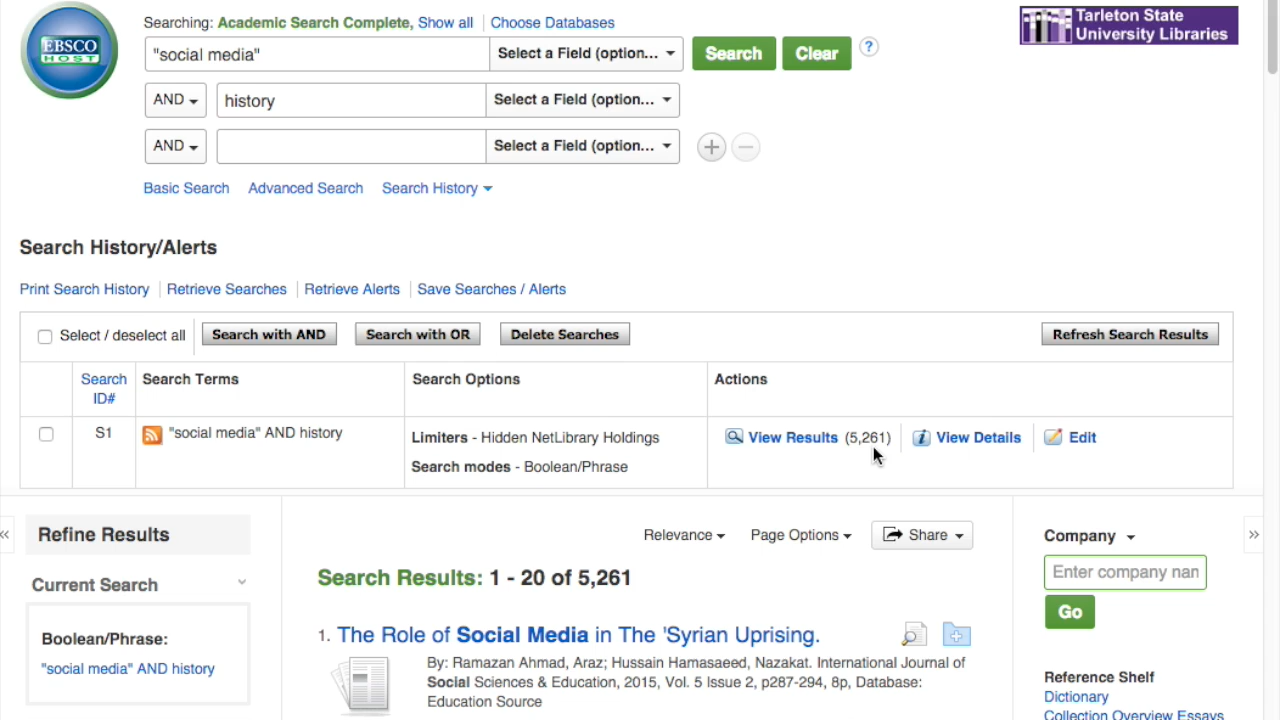 EBSCO
HOST
Searching: Academic Search Complete, Show all Choose Databases
"social media" Select a Field (option... Search Clear ?
AND history Select a Field (option...
AND Select a Field (option...
Basic Search Advanced Search Search History
Tarleton State
University Libraries
Search History/Alerts
Print Search History Retrieve Searches Retrieve Alerts Save Searches / Alerts
Select / deselect all Search with AND Search with OR Delete Searches Refresh Search Results
Search ID# Search Terms Search Options Actions
S1 "social media" AND history Limiters - Hidden NetLibrary Holdings View Results (5,261) View Details Edit
Search modes - Boolean/Phrase
« Refine Results
Current Search
Boolean/Phrase:
"social media" AND history
Relevance Page Options Share
Search Results: 1 - 20 of 5,261
1. The Role of Social Media in The 'Syrian Uprising.
By: Ramazan Ahmad, Araz; Hussain Hamasaeed, Nazakat. International Journal of
Social Sciences & Education, 2015, Vol. 5 Issue 2, p287-294, 8p, Database:
Education Source
Company »
Enter company nan
Go
Reference Shelf
Dictionary
Collection Overview Essays